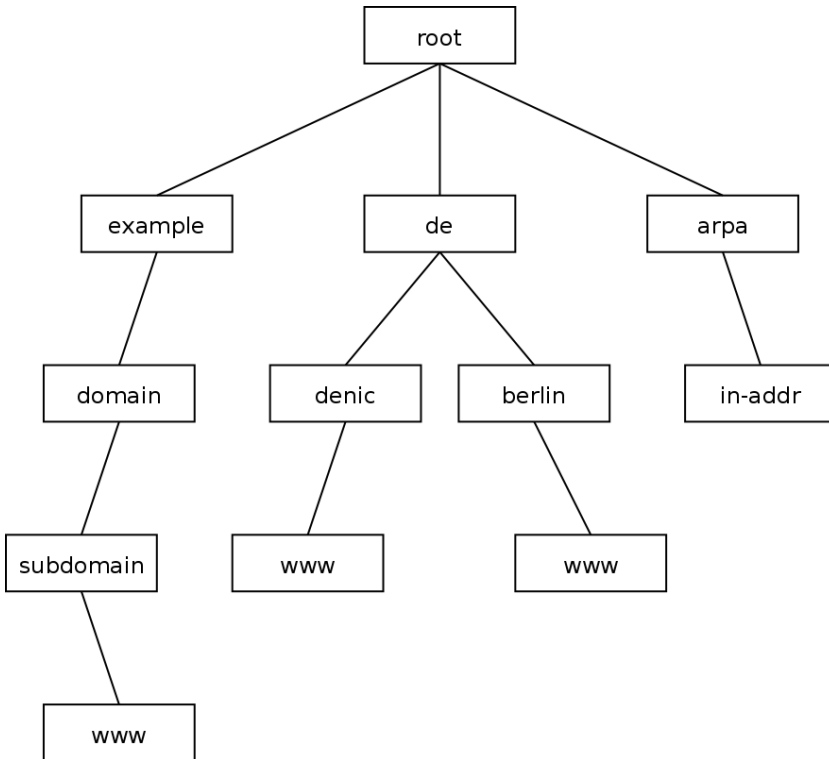 root
example
de
arpa
domain
denic
berlin
in-addr
subdomain
www
www
www